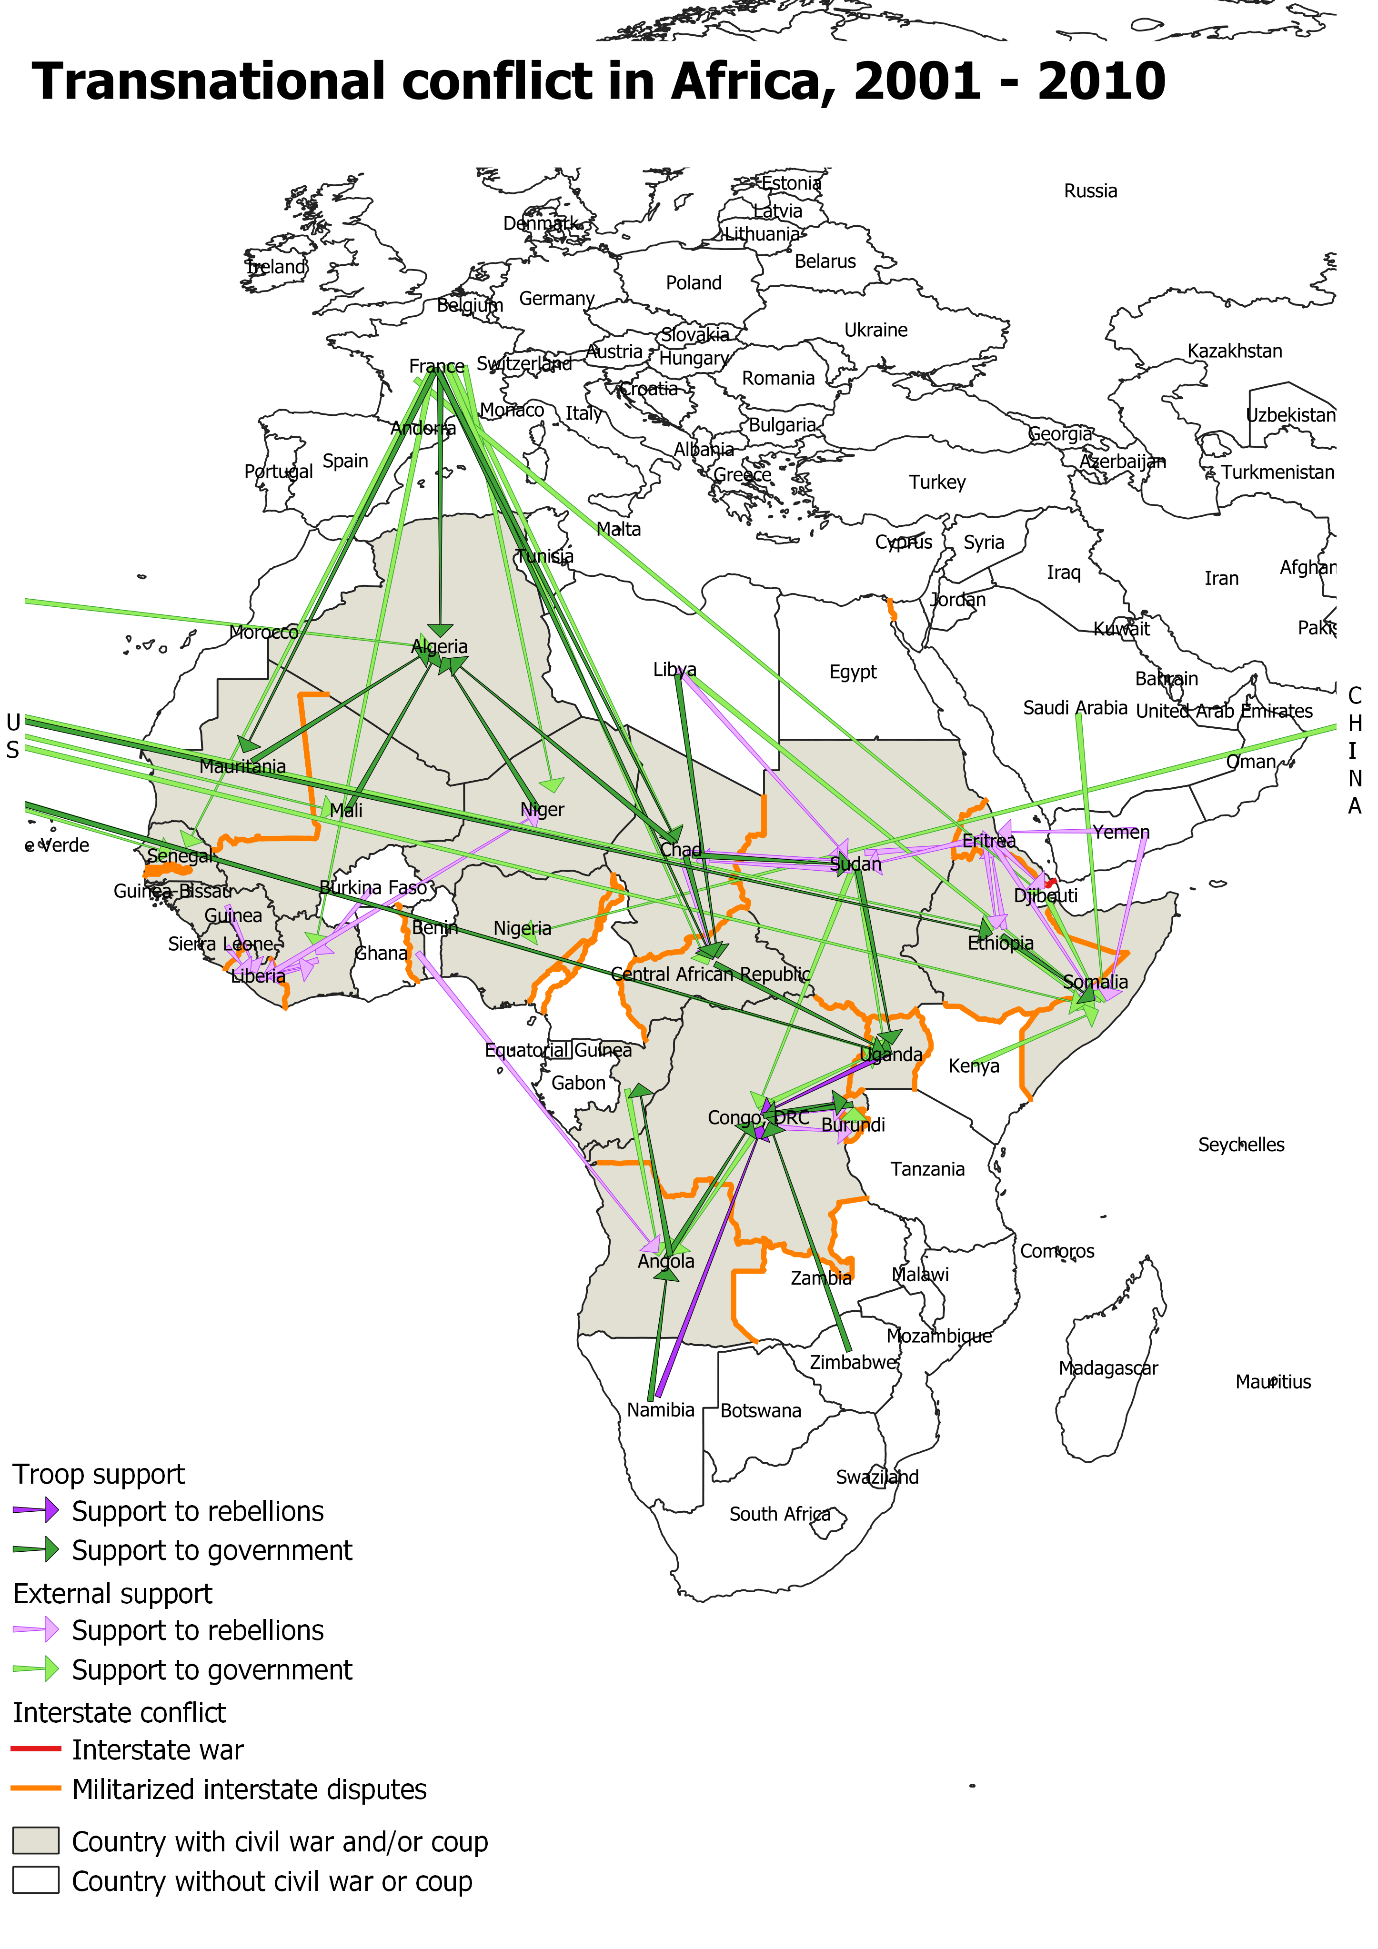 Transnational conflict in Africa, 2001 - 2010
Estonia
Russia
Latvia
Denmark
Lithuania
Belarus
Ireland
Poland
Germany
Belgium
Ukraine
Slovakia
Austria
Kazakhstan
Hungary
France
Switzerland
Romania
Croatia
Monaco
Italy
Uzbekistan
Andorra
Bulgaria
Georgia
Albania
Spain
Azerbaijan
Portugal
Greece
Turkmenistan
Turkey
Malta
Cyprus
Syria
Tunisia
Iraq
Afghan
Iran
Jordan
Morocco
Kuwait
Pakis
Algeria
Libya
Egypt
Bahrain
Saudi Arabia
United Arab Emirates
U
S
C
H
I
N
A
Oman
Mauritania
Mali
Niger
Yemen
e Verde
Senegal
Chad
Eritrea
Sudan
Guinea-Bissau
Burkina Faso
Djibouti
Guinea
Benin
Nigeria
Sierra Leone
Ghana
Ethiopia
Liberia
Central African Republic
Somalia
Equatorial Guinea
Uganda
Kenya
Gabon
Congo, DRC
Burundi
Seychelles
Tanzania
Comoros
Angola
Zambia
Malawi
Mozambique
Zimbabwe
Madagascar
Mauritius
Namibia
Botswana
Swaziland
South Africa
Troop support
Support to rebellions
Support to government
External support
Support to rebellions
Support to government
Interstate conflict
Interstate war
Militarized interstate disputes
Country with civil war and/or coup
Country without civil war or coup